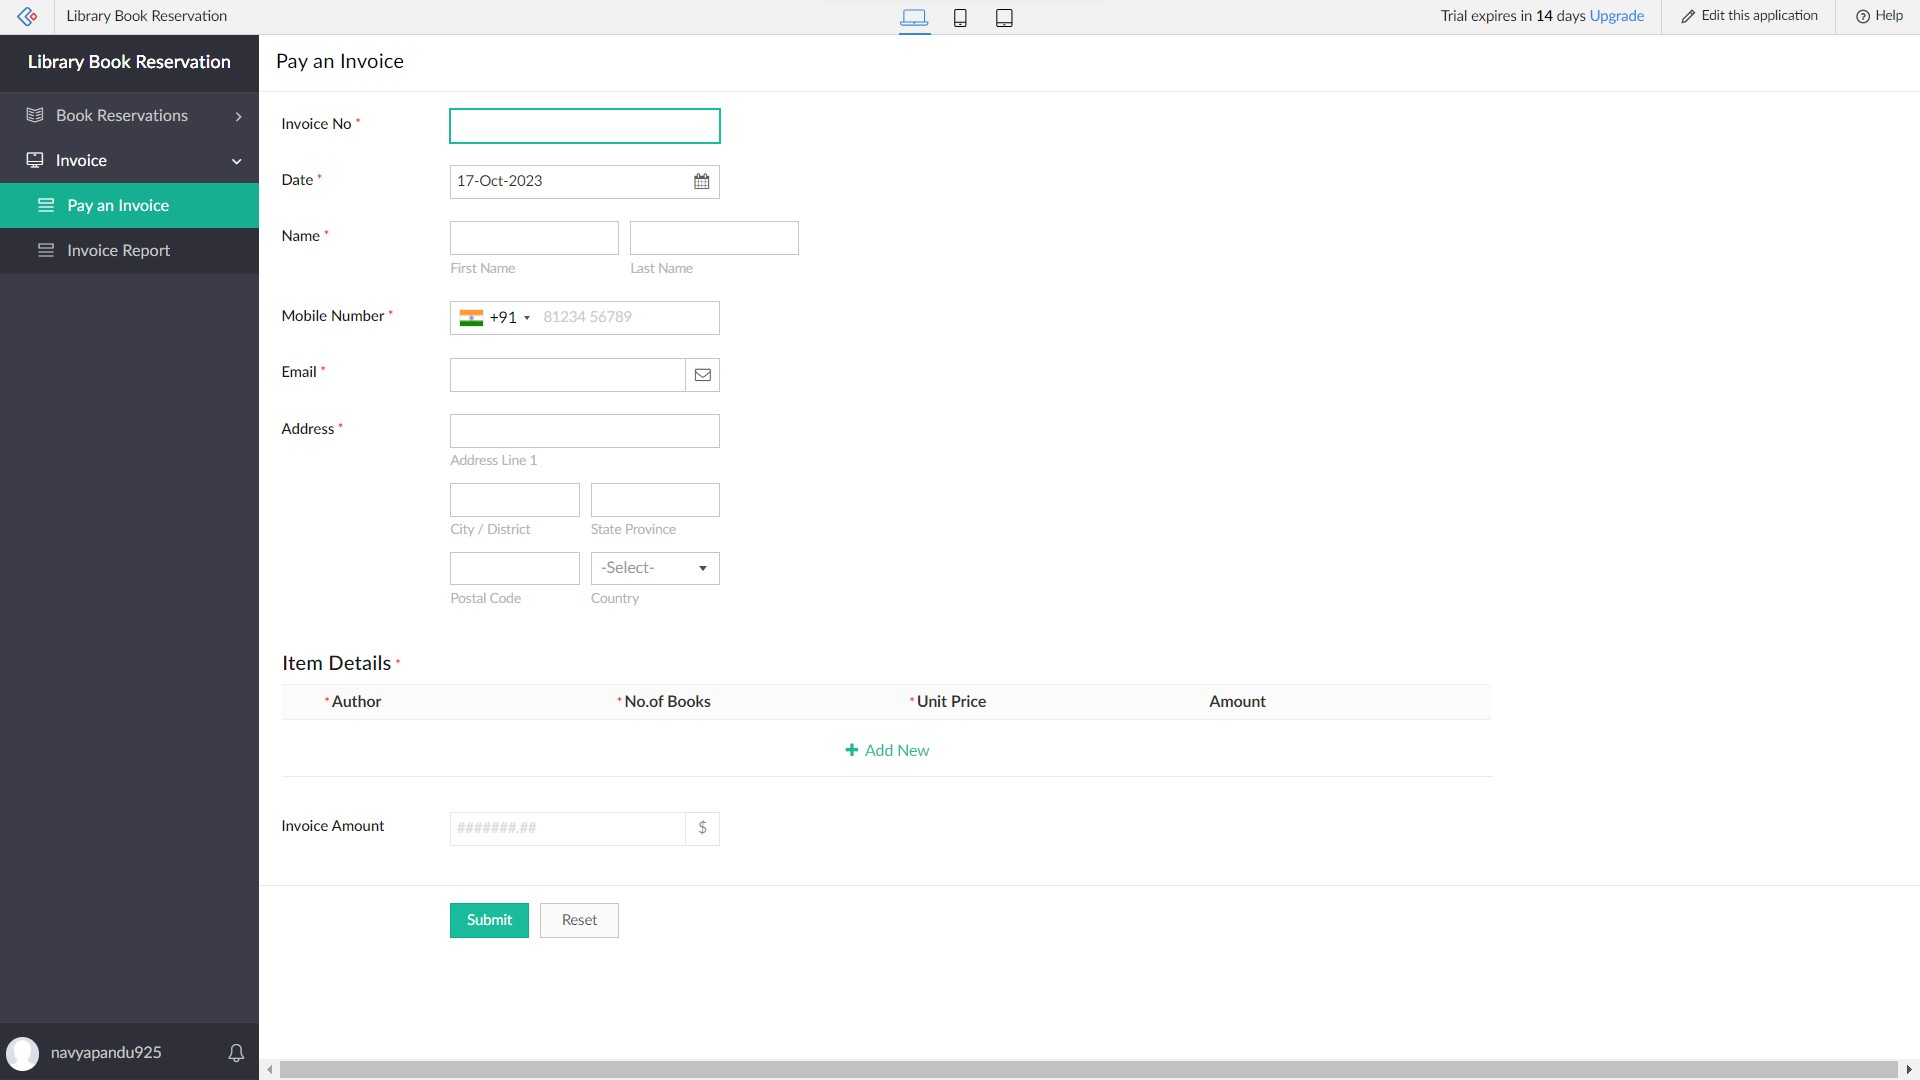 Library Book Reservation
Trial expires in 14 days Upgrade
Edit this application
Help
Library Book Reservation
Book Reservations
Invoice
Pay an Invoice
Invoice Report
navyapandu925
Pay an Invoice
Invoice No *
Date *
17-Oct-2023
Name *
First Name
Last Name
Mobile Number *
+91
81234 56789
Email *
Address *
Address Line 1
City / District
State Province
-Select-
Postal Code
Country
Item Details *
* Author
* No.of Books
* Unit Price
Amount
+ Add New
Invoice Amount
#######.##
$
Submit
Reset